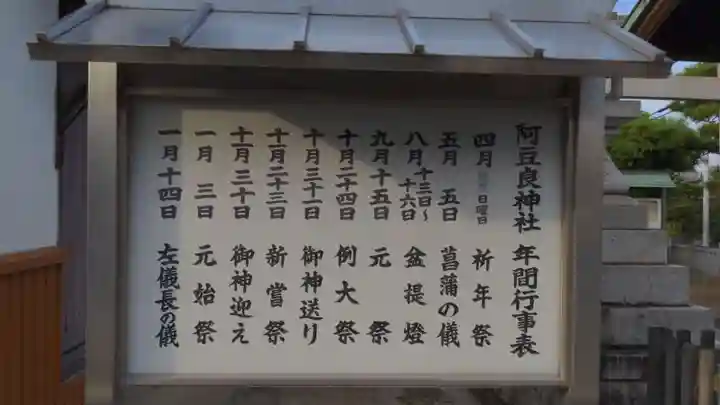 阿豆良神社 年間行事表
四月 日曜日 祈年祭
五月 五日 菖蒲の儀
八月 十三日〜十六日 盆提燈
九月十五日 元祭
十月二十四日 例大祭
十月三十一日 御神送り
十一月二十三日 新嘗祭
十一月三十日 御神迎え
一月 三日 元始祭
一月十四日 左儀長の儀